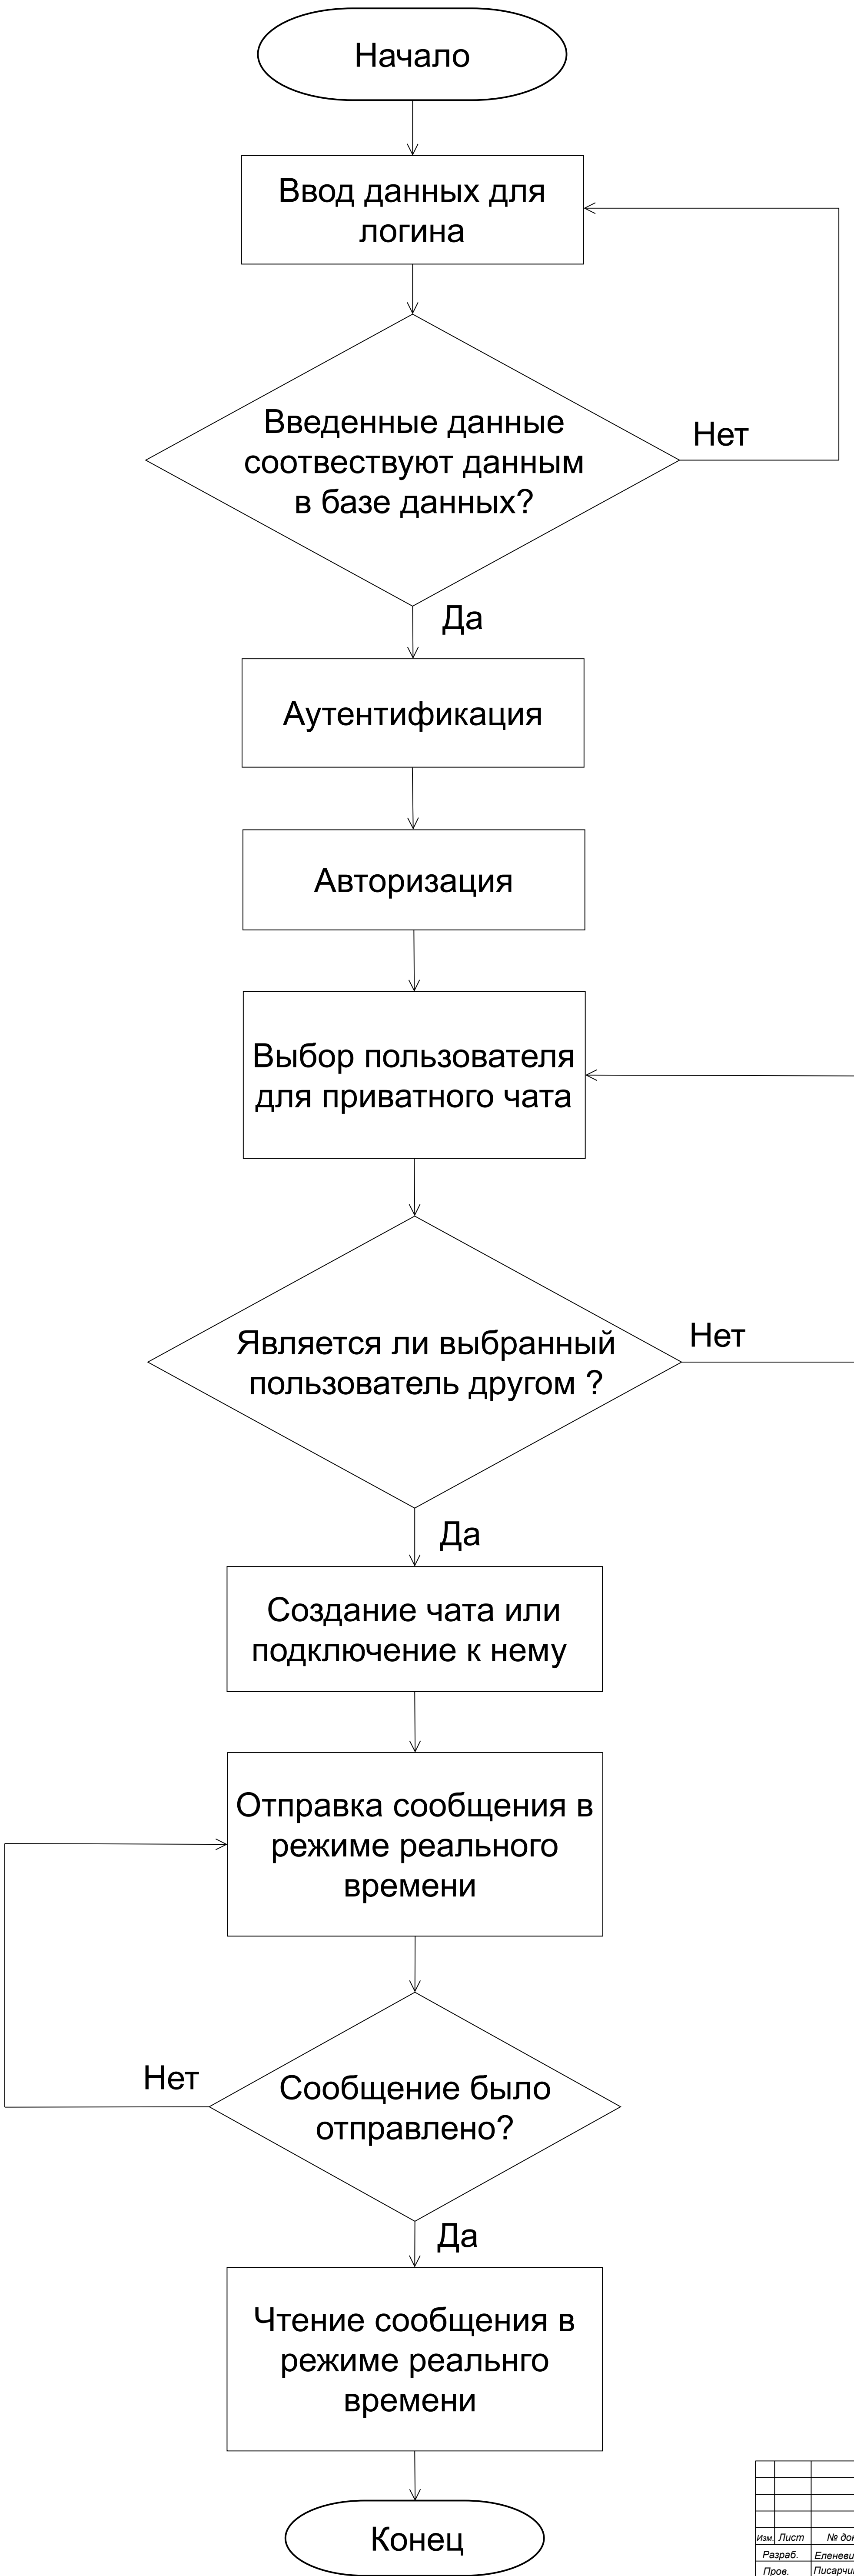 Начало
Ввод данных для
логина
Введенные данные
соотвествуют данным
в базе данных?
Нет
Да
Аутентификация
Авторизация
Выбор пользователя
для приватного чата
Является ли выбранный
пользователь другом ?
Нет
Да
Создание чата или
подключение к нему
Отправка сообщения в
режиме реального
времени
Сообщение было
отправлено?
Нет
Да
Чтение сообщения в
режиме реальнго
времени
Конец
Изм. Лист №
Разраб.
Пров.